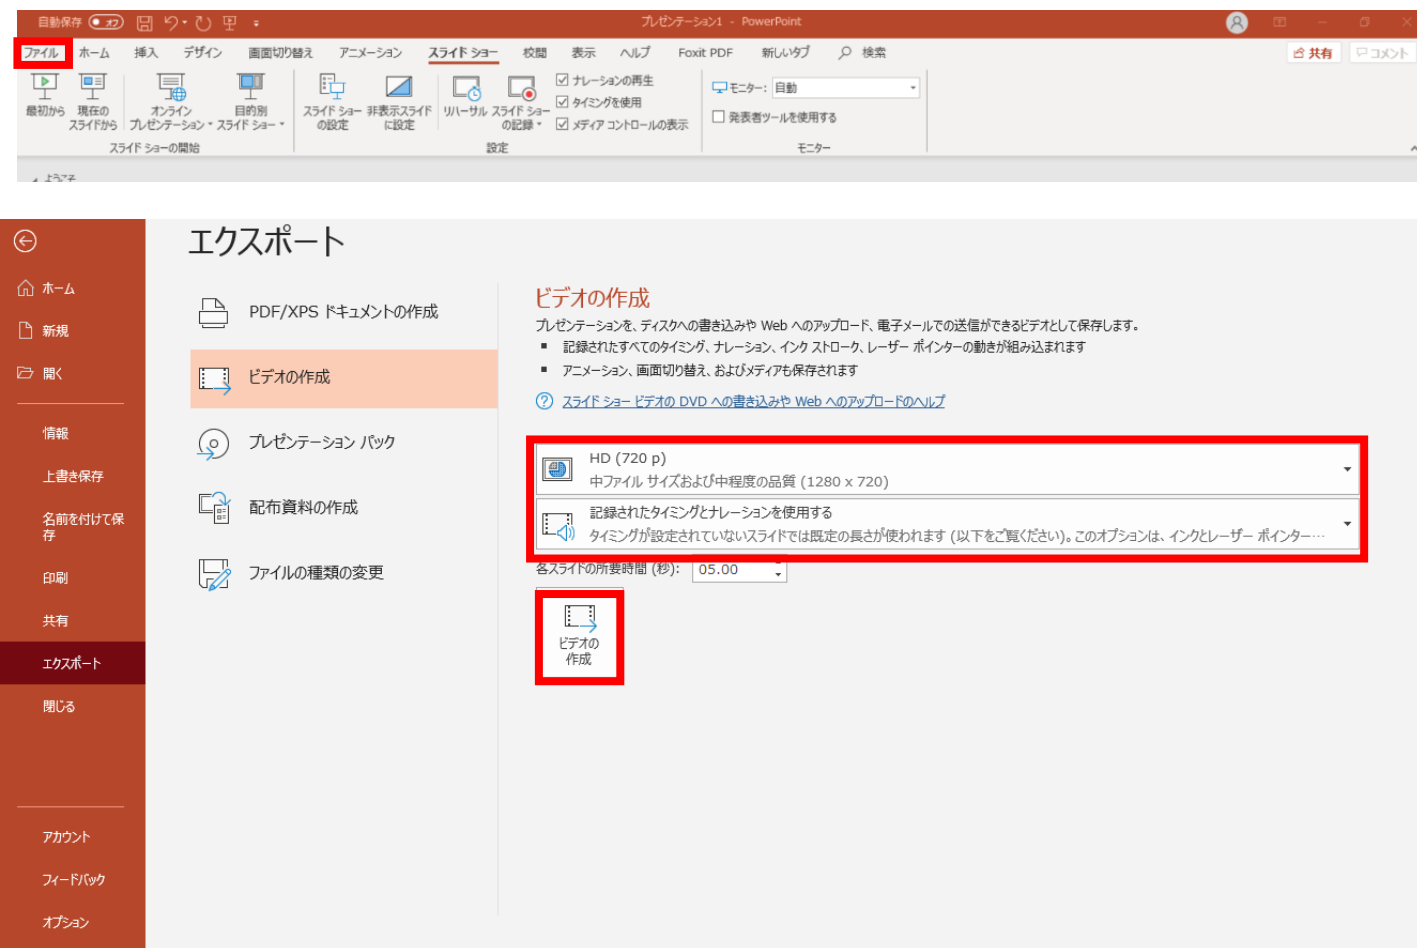 自動保存 オフ
プレゼンテーション1 - PowerPoint
ファイル ホーム 挿入 デザイン 画面切り替え アニメーション スライド ショー 校閲 表示 ヘルプ Foxit PDF 新しいタブ 検索 共有 コメント
最初から
現在の
スライドから
オンライン
プレゼンテーション
目的別
スライド ショー
スライド ショーの開始
スライド ショー
の設定
非表示スライド
に設定
リハーサル
スライド ショー
の記録
ナレーションの再生
タイミングを使用
メディア コントロールの表示
設定
モニター: 自動
発表者ツールを使用する
モニター
ようこそ
エクスポート
ホーム
新規
開く
情報
上書き保存
名前を付けて保
存
印刷
共有
エクスポート
閉じる
アカウント
フィードバック
オプション
PDF/XPS ドキュメントの作成
ビデオの作成
プレゼンテーション パック
配布資料の作成
ファイルの種類の変更
ビデオの作成
プレゼンテーションを、ディスクへの書き込みや Web へのアップロード、電子メールでの送信ができるビデオとして保存します。
■ 記録されたすべてのタイミング、ナレーション、インク ストローク、レーザー ポインターの動きが組み込まれます
■ アニメーション、画面切り替え、およびメディアも保存されます
スライド ショー ビデオの DVD への書き込みや Web へのアップロードのヘルプ
HD (720 p)
中ファイル サイズおよび中程度の品質 (1280 x 720)
記録されたタイミングとナレーションを使用する
タイミングが設定されていないスライドでは既定の長さが使われます (以下をご覧ください)。このオプションは、インクとレーザー ポインター…
各スライドの所要時間 (秒): 05.00
ビデオの
作成